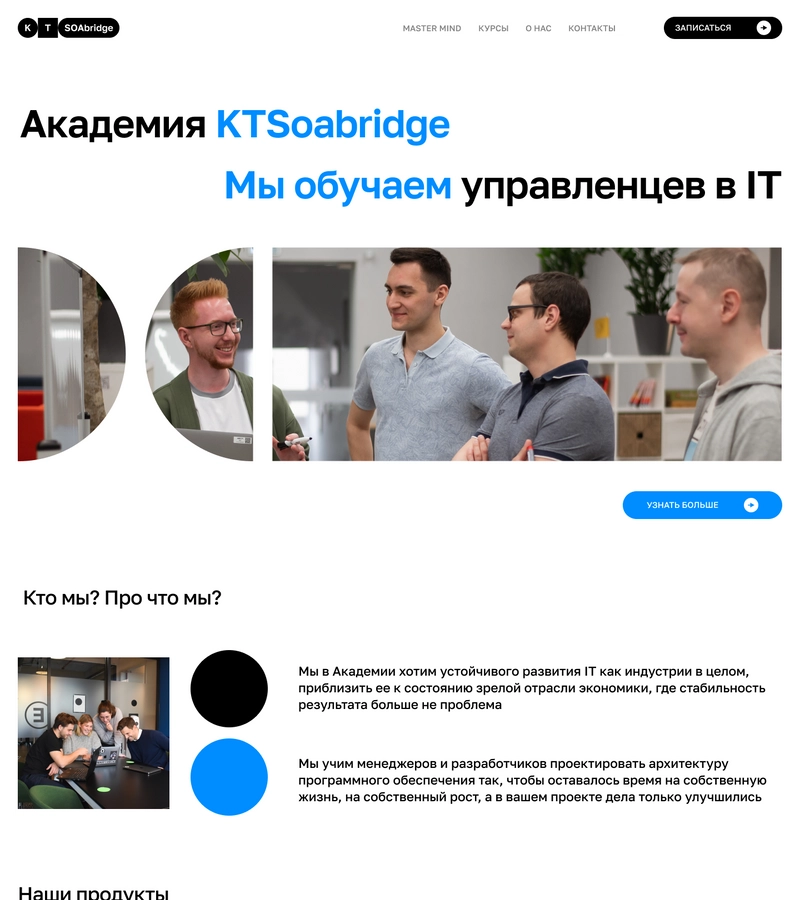 K T SOAbridge
MASTER MIND КУРСЫ О НАС КОНТАКТЫ ЗАПИСАТЬСЯ
Академия KTSoabridge
Мы обучаем управленцев в IT
УЗНАТЬ БОЛЬШЕ
Кто мы? Про что мы?
Мы в Академии хотим устойчивого развития IT как индустрии в целом,
приблизить ее к состоянию зрелой отрасли экономики, где стабильность
результата больше не проблема
Мы учим менеджеров и разработчиков проектировать архитектуру
программного обеспечения так, чтобы оставалось время на собственную
жизнь, на собственный рост, а в вашем проекте дела только улучшились
Наши продукты